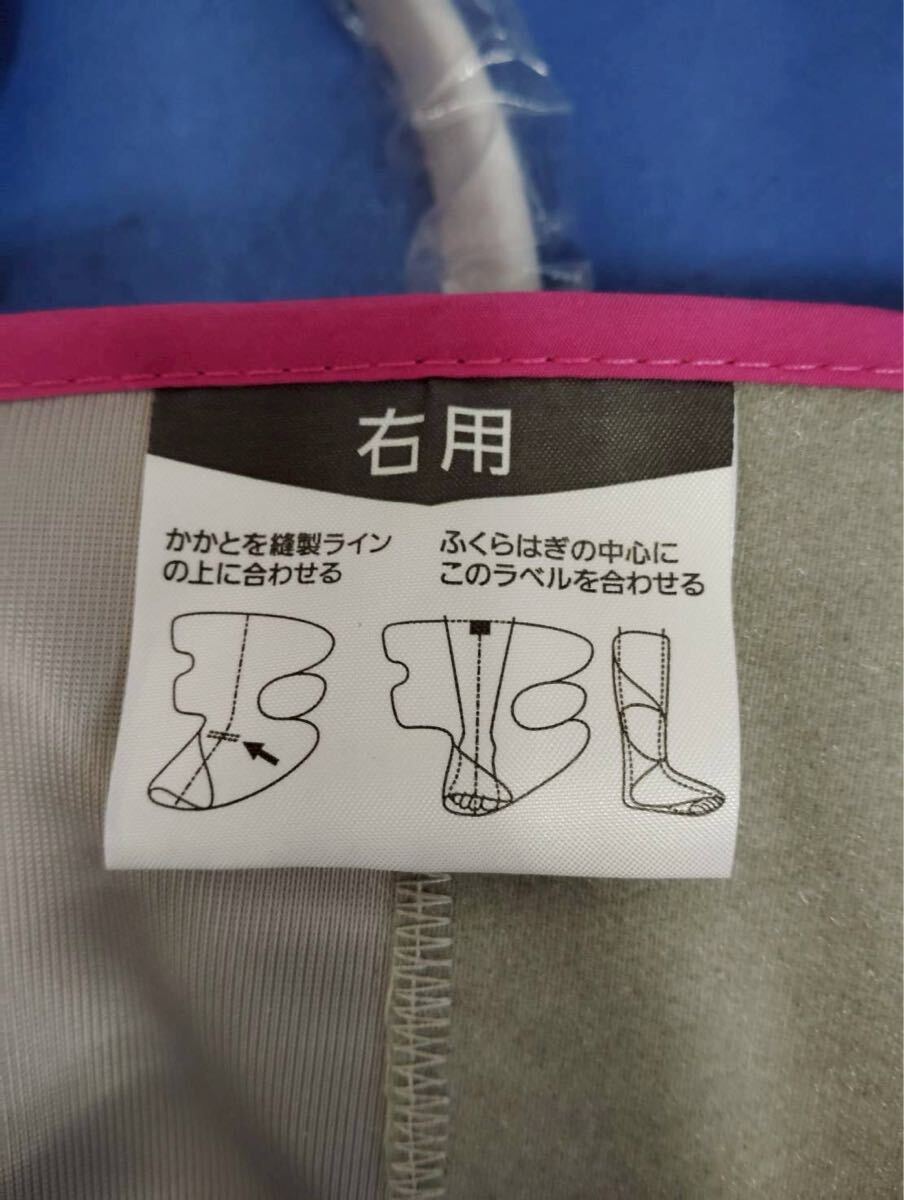 右用
かかとを縫製ライン
の上に合わせる
ふくらはぎの中心に
このラベルを合わせる